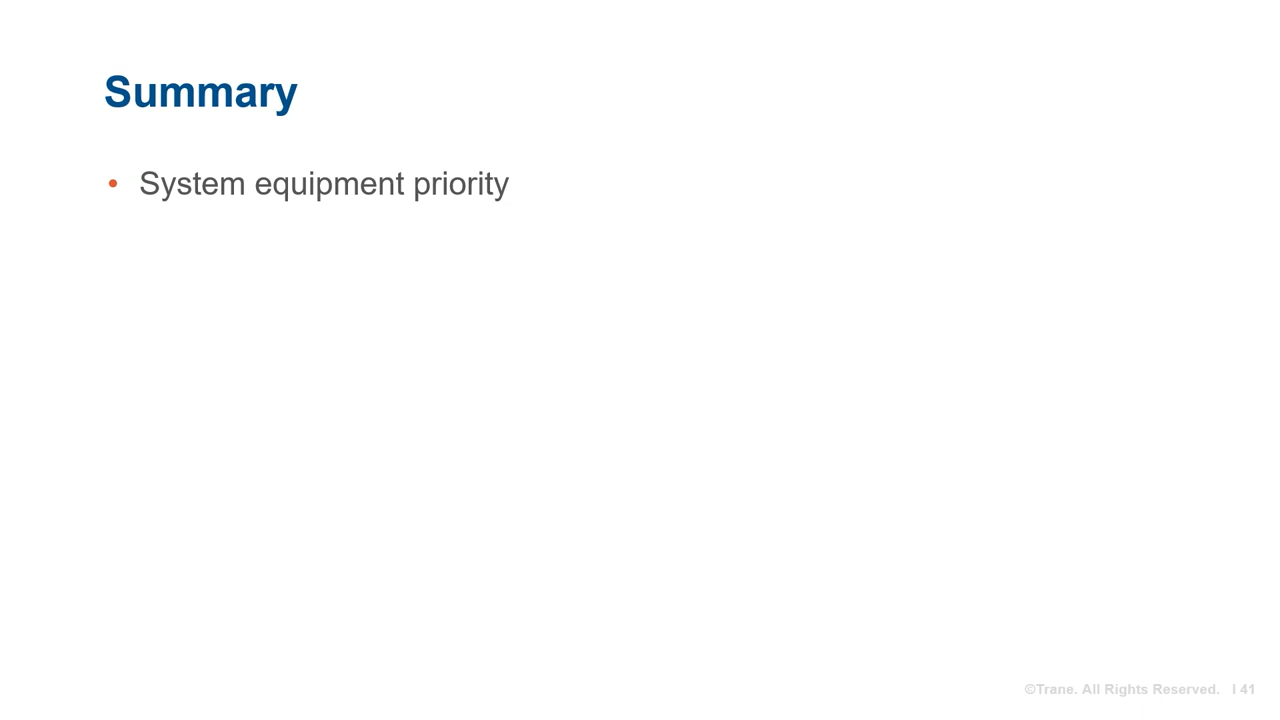 Summary
• System equipment priority
©Trane. All Rights Reserved. I 41